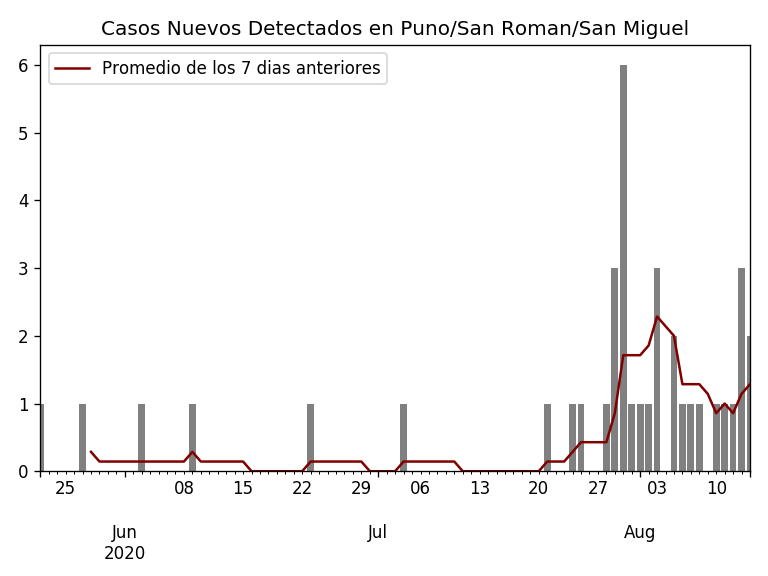 Casos Nuevos Detectados en Puno/San Roman/San Miguel
Promedio de los 7 dias anteriores
6
5
4
3
2
1
0
25 08 15 22 29 06 13 20 27 03 10
Jun Jul Aug
2020